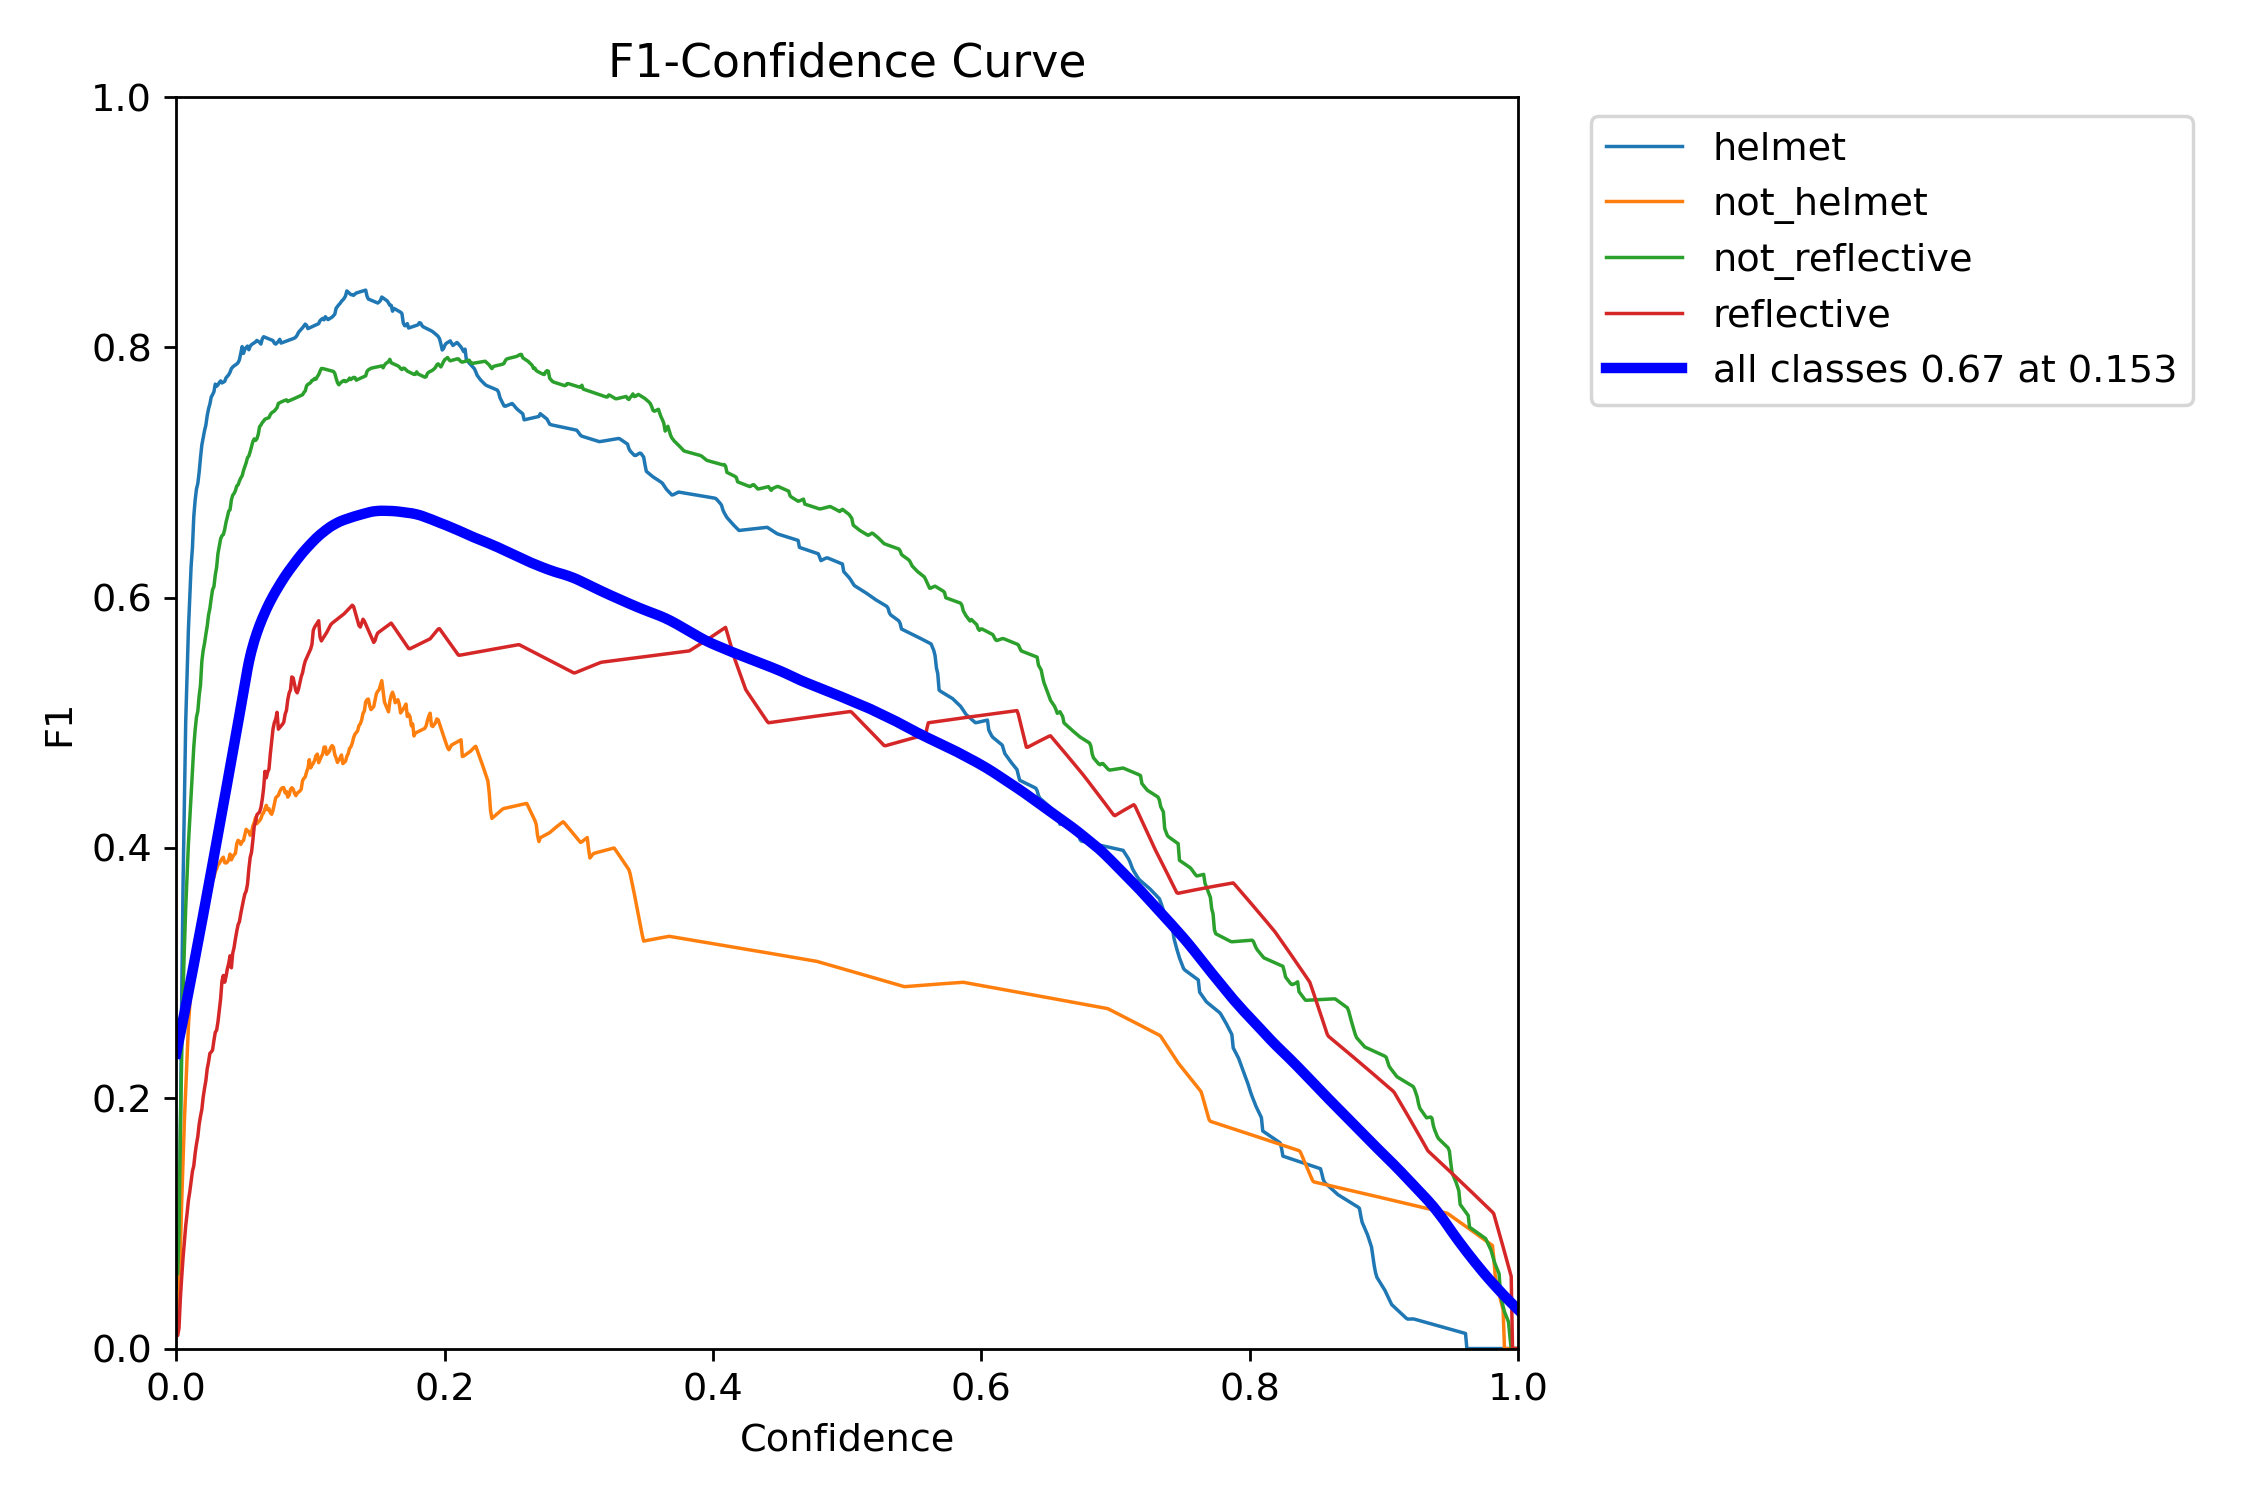 F1-Confidence Curve
1.0
0.8
0.6
0.4
0.2
0.0
F1
0.0 0.2 0.4 0.6 0.8 1.0
Confidence
helmet
not_helmet
not_reflective
reflective
all classes 0.67 at 0.153